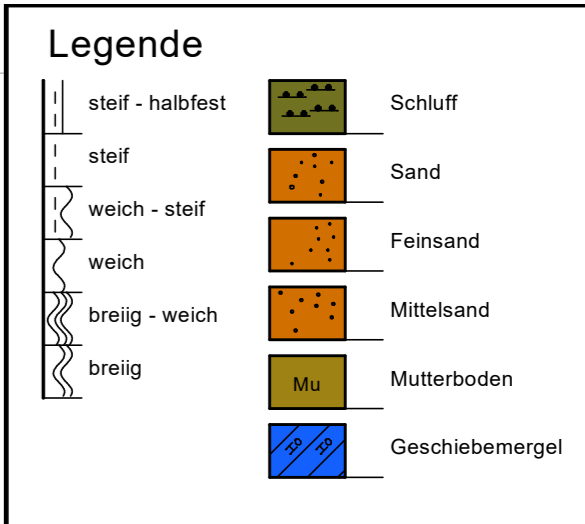 Legende
steif - halbfest
steif
weich - steif
weich
breiig - weich
breiig
Schluff
Sand
Feinsand
Mittelsand
Mu
Mutterboden
Geschiebemergel